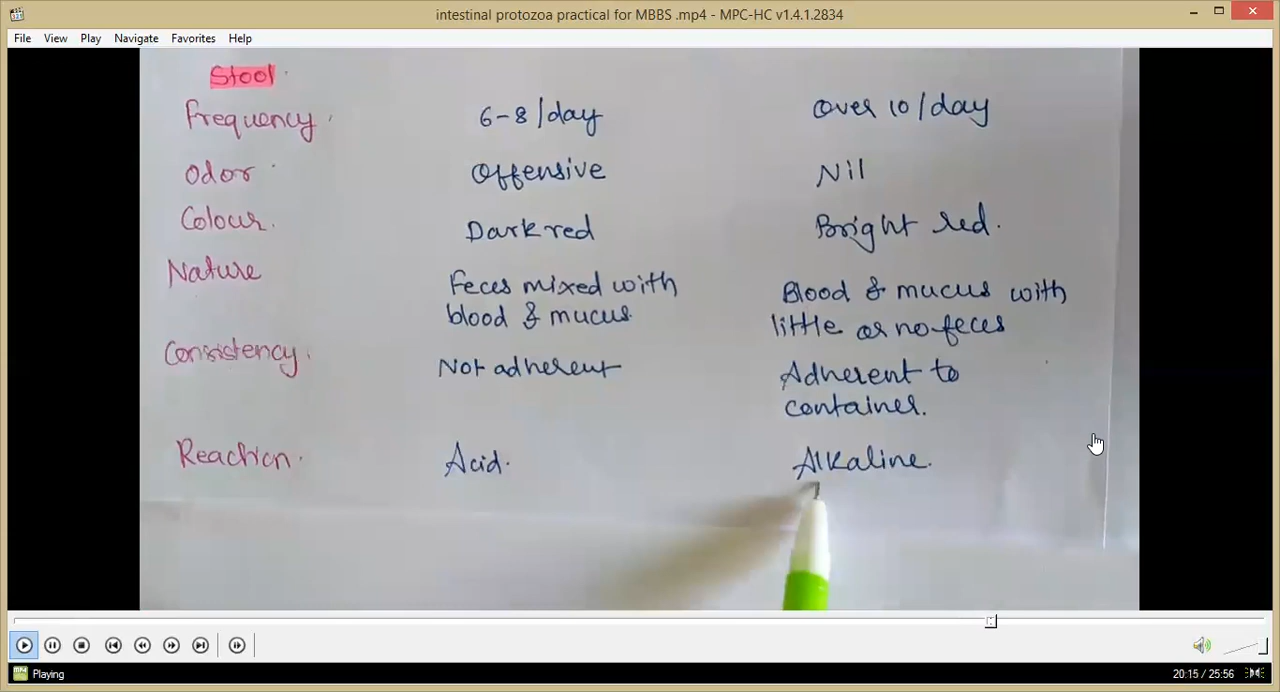 intestinal protozoa practical for MBBS .mp4 - MPC-HC v1.4.1.2834
File View Play Navigate Favorites Help
Stool.
Frequency. 6-8/day Over 10/day
Odor. Offensive Nil
Colour. Dark red Bright red.
Nature Feces mixed with blood & mucus. Blood & mucus with little or no feces
Consistency. Not adherent Adherent to container.
Reaction. Acid. Alkaline.
Playing 20:15 / 25:56